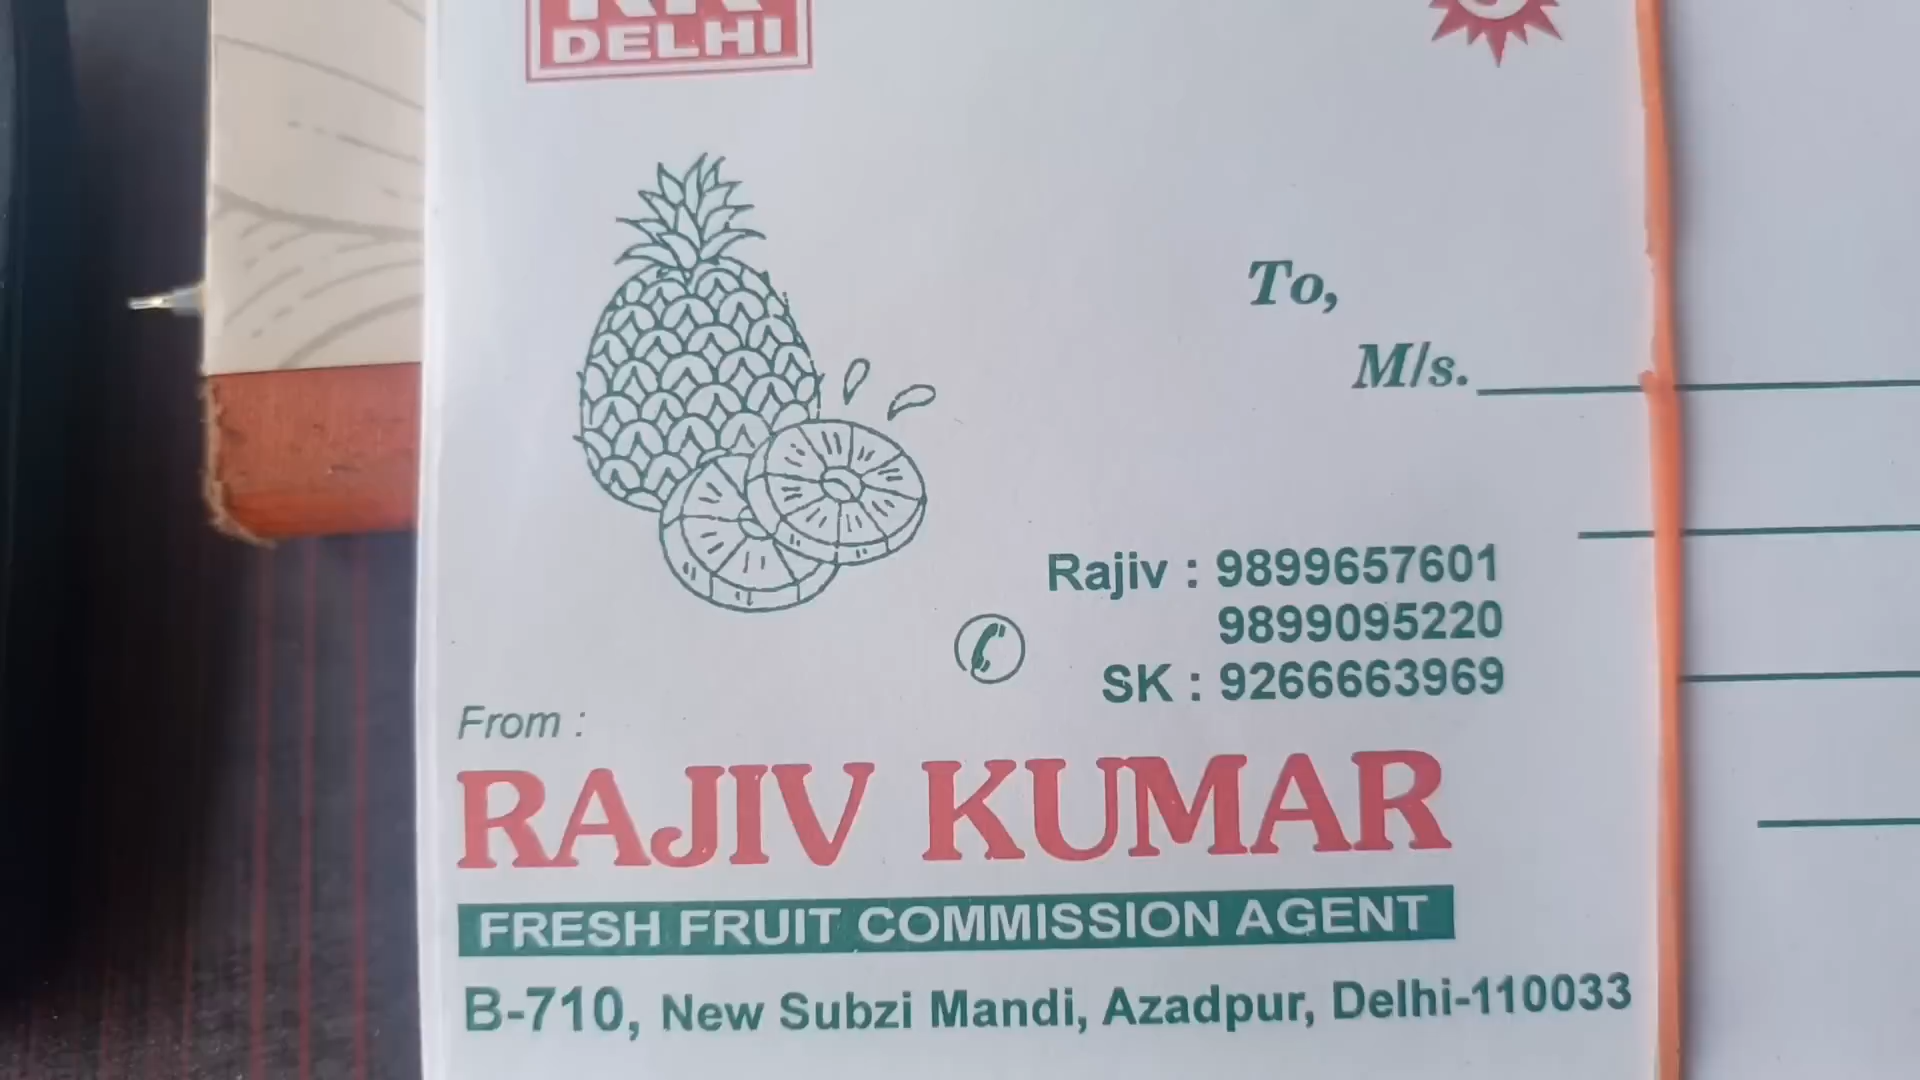 DELHI
To,
M/s.
Rajiv : 9899657601
9899095220
SK : 9266663969
From :
RAJIV KUMAR
FRESH FRUIT COMMISSION AGENT
B-710, New Subzi Mandi, Azadpur, Delhi-110033